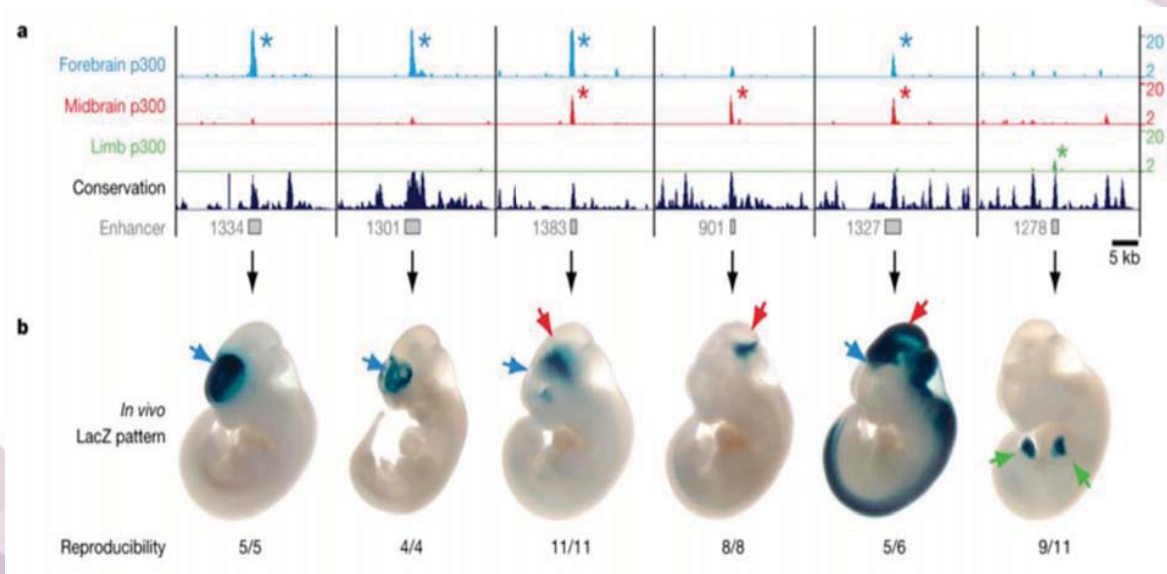 a
Forebrain p300
* * * *
20
2
Midbrain p300
* * *
20
2
Limb p300
*
20
2
Conservation
Enhancer 1334 1301 1383 901 1327 1278
5 kb
b
In vivo
LacZ pattern
Reproducibility 5/5 4/4 11/11 8/8 5/6 9/11